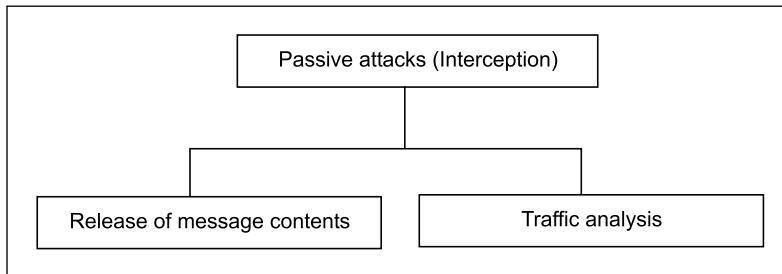 Passive attacks (Interception)
Release of message contents
Traffic analysis